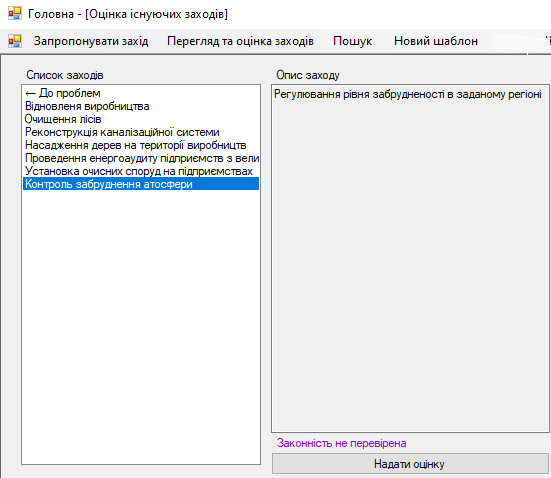 Головна - [Оцінка існуючих заходів]
Запропонувати захід Перегляд та оцінка заходів Пошук Новий шаблон
Список заходів
← До проблем
Відновленя виробництва
Очищення лісів
Реконструкція каналізаційної системи
Насадження дерев на території виробництв
Проведення енергоаудиту підприємств з вели
Установка очисних споруд на підприємствах
Контроль забруднення атосфери
Опис заходу
Регулювання рівня забрудненості в заданому регіоні
Законність не перевірена
Надати оцінку